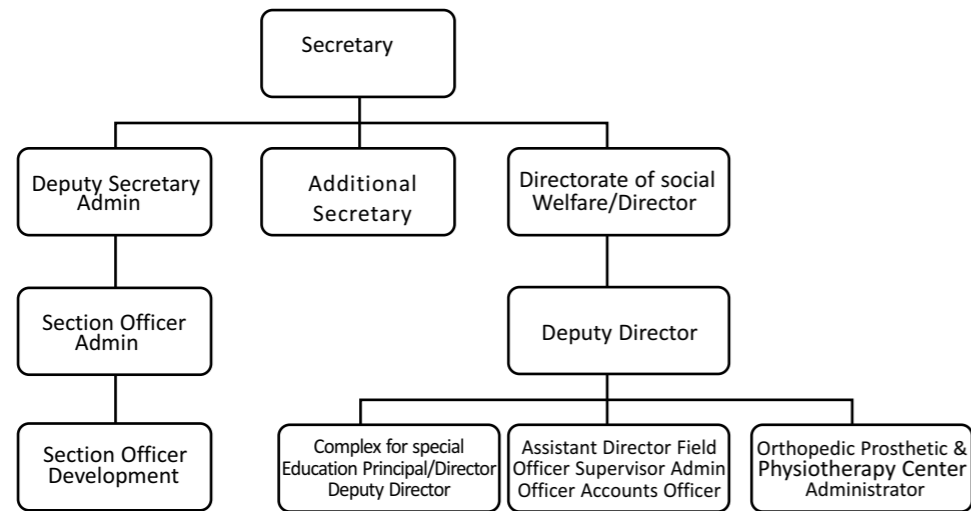 Secretary
Deputy Secretary
Admin
Additional
Secretary
Directorate of social
Welfare/Director
Section Officer
Admin
Deputy Director
Section Officer
Development
Complex for special
Education Principal/Director
Deputy Director
Assistant Director Field
Officer Supervisor Admin
Officer Accounts Officer
Orthopedic Prosthetic &
Physiotherapy Center
Administrator